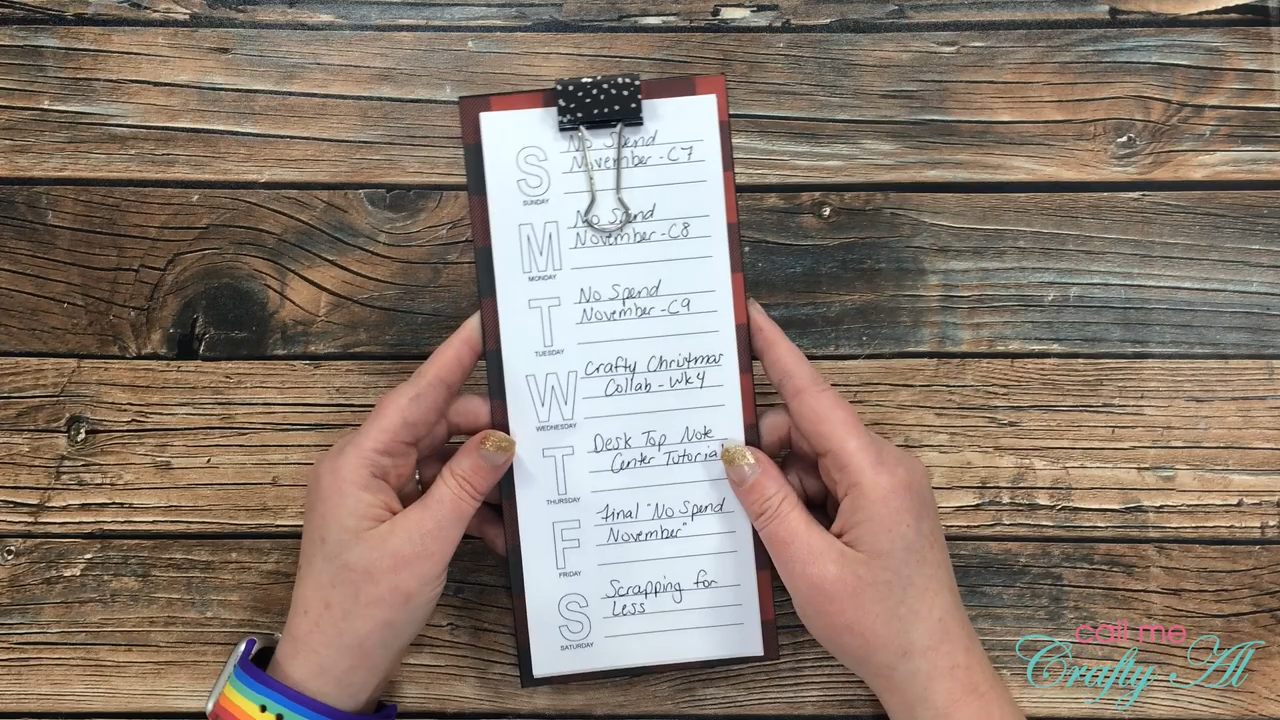 S
SUNDAY
No Spend
November - C7
M
MONDAY
No Spend
November - C8
T
TUESDAY
No Spend
November - C9
W
WEDNESDAY
Crafty Christmas
Collab - Wk 4
T
THURSDAY
Desk Top Note
Center Tutorial
F
FRIDAY
final "No Spend
November"
S
SATURDAY
Scrapping for
Less
call me
Crafty Al